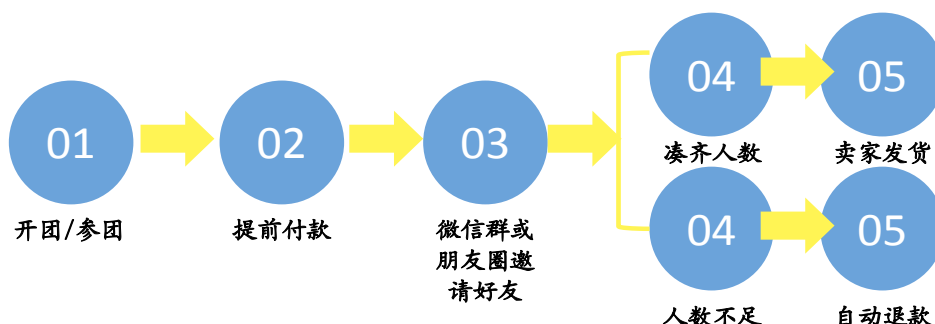 01
开团/参团
02
提前付款
03
微信群或
朋友圈邀
请好友
04
凑齐人数
05
卖家发货
04
人数不足
05
自动退款